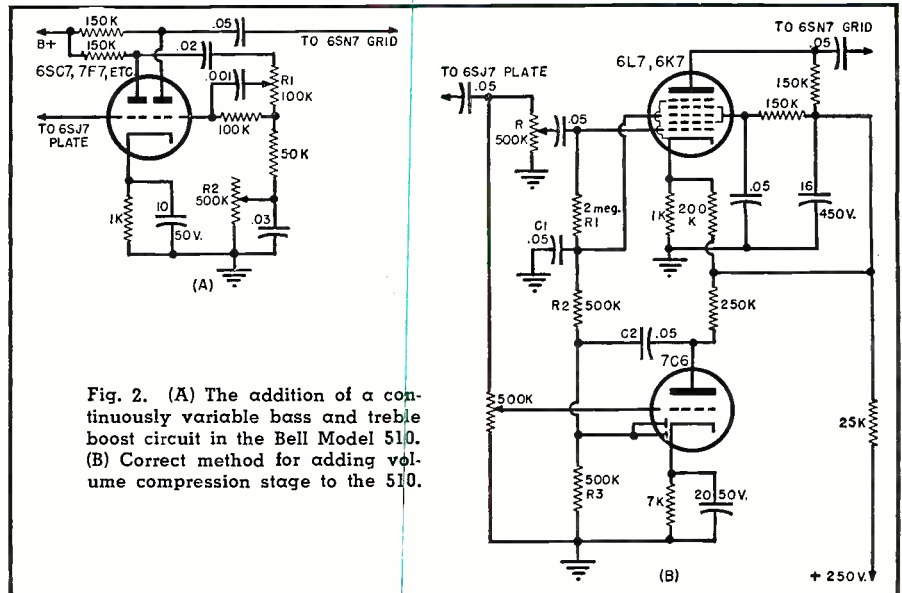 150K
.05
B+
TO 6SN7 GRID
150K
.02
6SC7, 7F7, ETC.
.001
R1
100K
100K
TO 6SJ7
PLATE
50K
R2
500K
1K
10
50V.
.03
(A)
Fig. 2. (A) The addition of a con-
tinuously variable bass and treble
boost circuit in the Bell Model 510.
(B) Correct method for adding vol-
ume compression stage to the 510.
TO 6SN7 GRID
.05
6L7, 6K7
TO 6SJ7 PLATE
.05
150K
150K
R
500K
.05
2 meg.
R1
1K
200
K
.05
16
450V.
C1
.05
R2
500K
250K
C2
.05
7C6
500K
25K
500K
R3
7K
20
50V.
(B)
+ 250V.